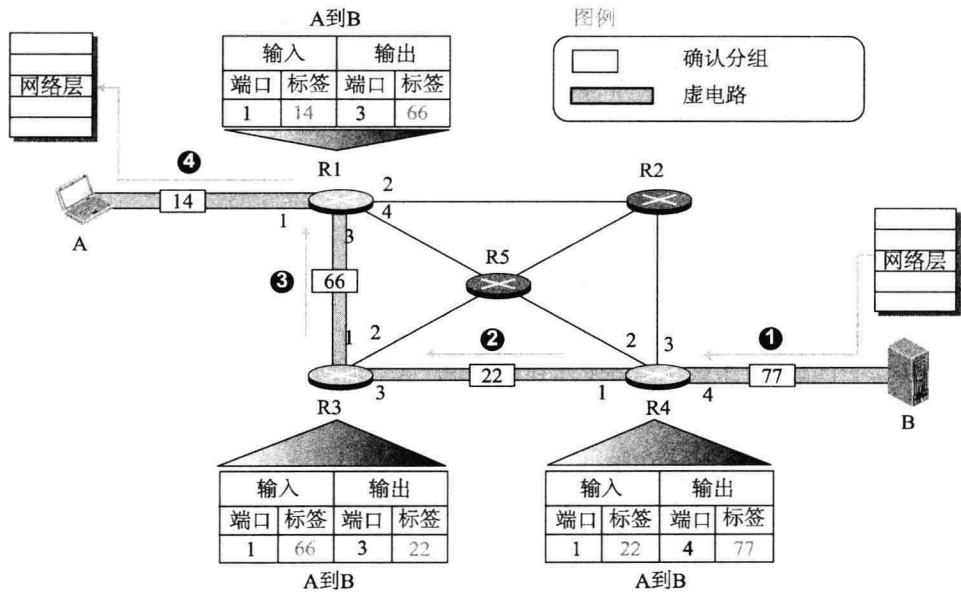 A到B
图例
输入 输出
端口 标签 端口 标签
1 14 3 66
确认分组
虚电路
网络层
4
R1
R2
2
4
14
A
1
3
R5
网络层
3
66
1
2
2
2
3
1
22
77
3
1
4
R3
R4
B
输入 输出
端口 标签 端口 标签
1 66 3 22
A到B
输入 输出
端口 标签 端口 标签
1 22 4 77
A到B